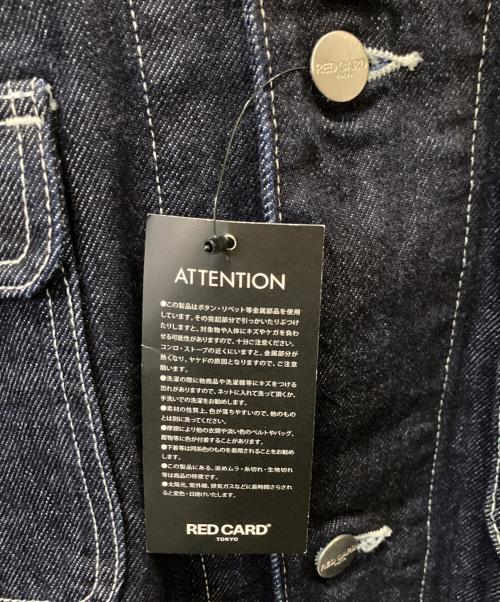 RED CARD
TOKYO
ATTENTION
●この製品はボタン・リベット等金属部品を使用
しています。その突起部分で引っかいたりぶつけ
たりしますと、対象物や人体にキズやケガを負わ
せる可能性がありますので、十分ご注意ください。
コンロ・ストーブの近くにいますと、金属部分が
熱くなり、ヤケドの原因となりますので、ご注意
願います。
●洗濯の際に他商品や洗濯機等にキズをつける
恐れがありますので、ネットに入れて洗って頂くか、
手洗いでの洗濯をお勧めします。
●素材の性質上、色が落ちやすいので、他のもの
とは別に洗ってください。
●摩擦により他の衣類や淡い色のベルトやバッグ、
履物等に色が付着することがあります。
●下着等は同系色のものを着用されることをお勧め
します。
●この製品にある、染めムラ・糸切れ・生地切れ
等は商品の特徴です。
●太陽光、紫外線、排気ガスなどに長時間さらされ
ると変色・日焼けいたします。
RED CARD®
TOKYO
RED CARD